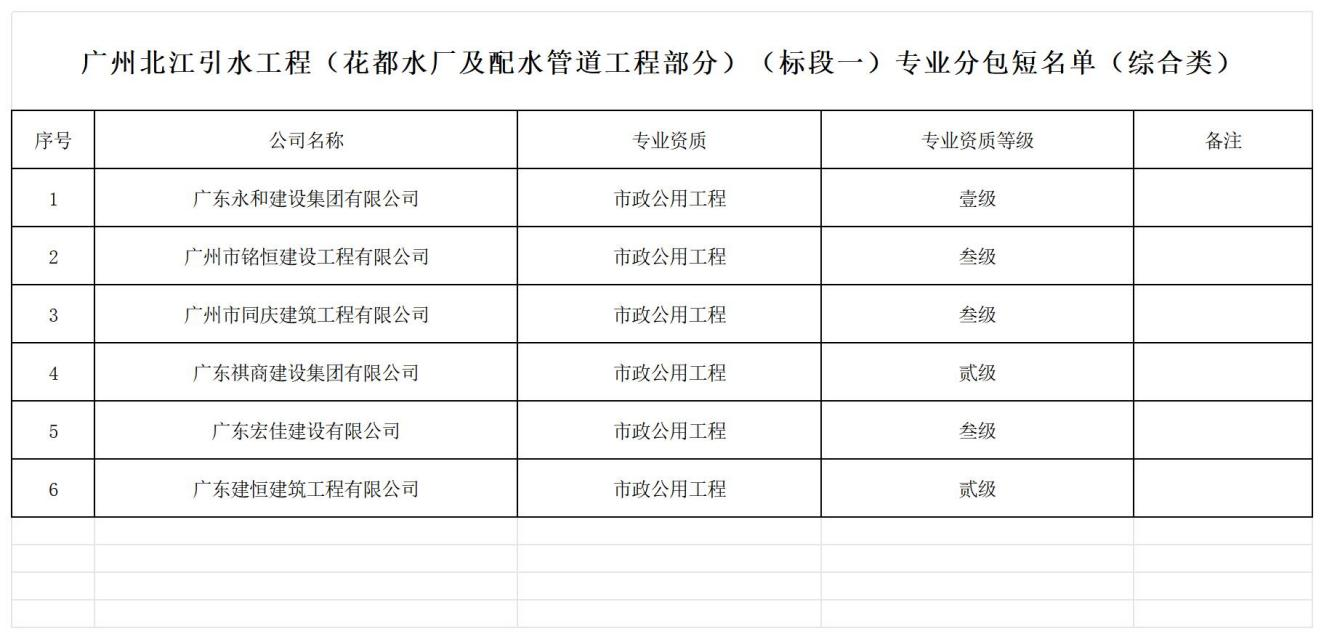 广州北江引水工程（花都水厂及配水管道工程部分）（标段一）专业分包短名单（综合类）
序号 公司名称 专业资质 专业资质等级 备注
1 广东永和建设集团有限公司 市政公用工程 壹级
2 广州市铭恒建设工程有限公司 市政公用工程 叁级
3 广州市同庆建筑工程有限公司 市政公用工程 叁级
4 广东祺商建设集团有限公司 市政公用工程 贰级
5 广东宏佳建设有限公司 市政公用工程 叁级
6 广东建恒建筑工程有限公司 市政公用工程 贰级